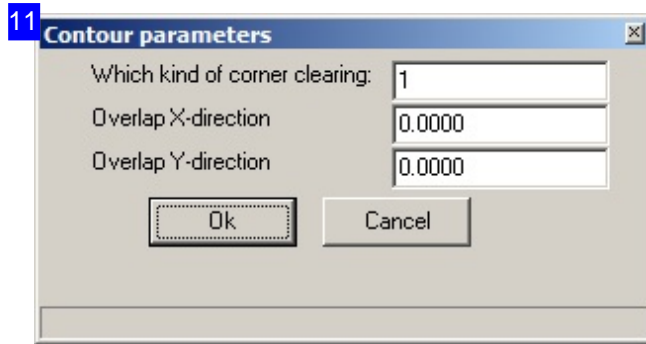 11
Contour parameters
Which kind of corner clearing: 1
Overlap X-direction 0.0000
Overlap Y-direction 0.0000
Ok Cancel